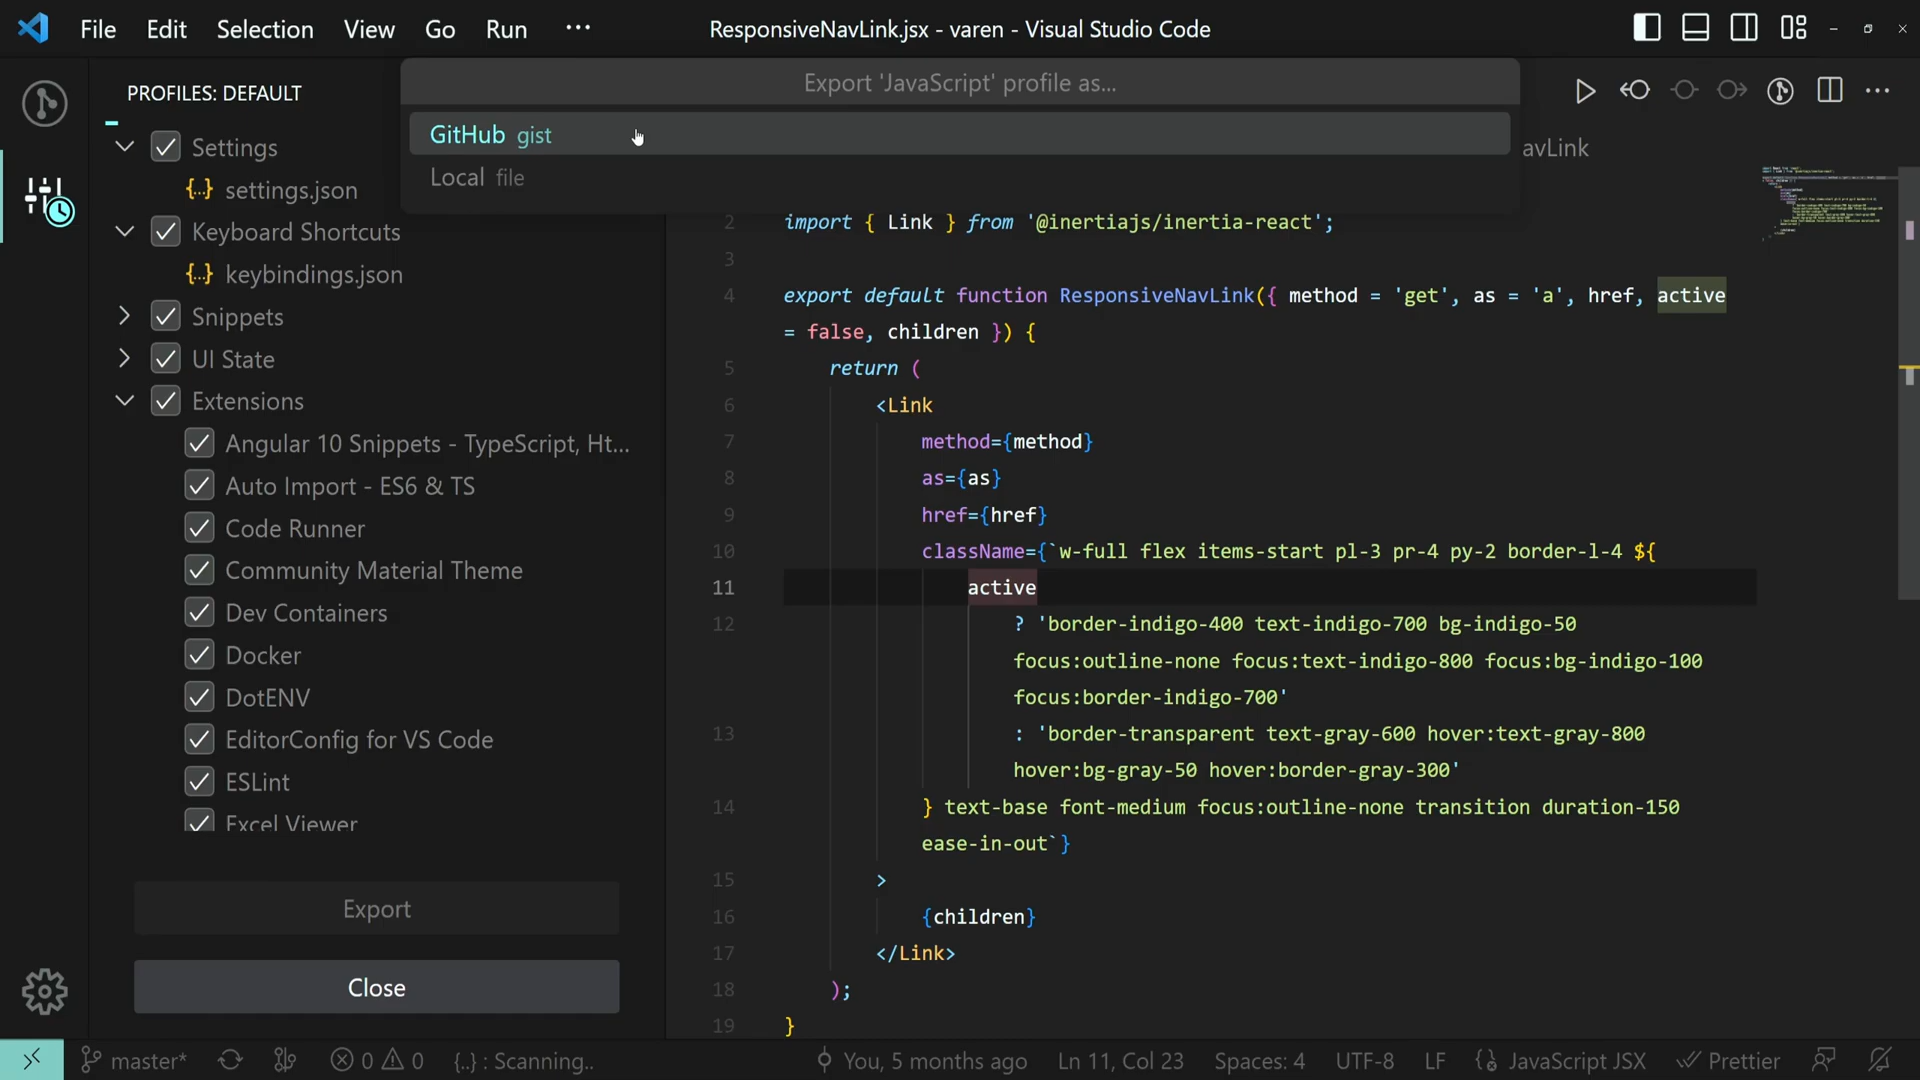 File Edit Selection View Go Run ...
ResponsiveNavLink.jsx - varen - Visual Studio Code
Export 'JavaScript' profile as...
GitHub gist
Local file
PROFILES: DEFAULT
Settings
{..} settings.json
Keyboard Shortcuts
{..} keybindings.json
Snippets
UI State
Extensions
Angular 10 Snippets - TypeScript, Ht...
Auto Import - ES6 & TS
Code Runner
Community Material Theme
Dev Containers
Docker
DotENV
EditorConfig for VS Code
ESLint
Excel Viewer
Export
Close
avLink
2 import { Link } from '@inertiajs/inertia-react';
3
4 export default function ResponsiveNavLink({ method = 'get', as = 'a', href, active
= false, children }) {
5 return (
6 <Link
7 method={method}
8 as={as}
9 href={href}
10 className={`w-full flex items-start pl-3 pr-4 py-2 border-l-4 ${
11 active
12 ? 'border-indigo-400 text-indigo-700 bg-indigo-50
focus:outline-none focus:text-indigo-800 focus:bg-indigo-100
focus:border-indigo-700'
13 : 'border-transparent text-gray-600 hover:text-gray-800
hover:bg-gray-50 hover:border-gray-300'
14 } text-base font-medium focus:outline-none transition duration-150
ease-in-out`}
15 >
16 {children}
17 </Link>
18 );
19 }
master* 0 0 {..} : Scanning.. You, 5 months ago Ln 11, Col 23 Spaces: 4 UTF-8 LF JavaScript JSX Prettier